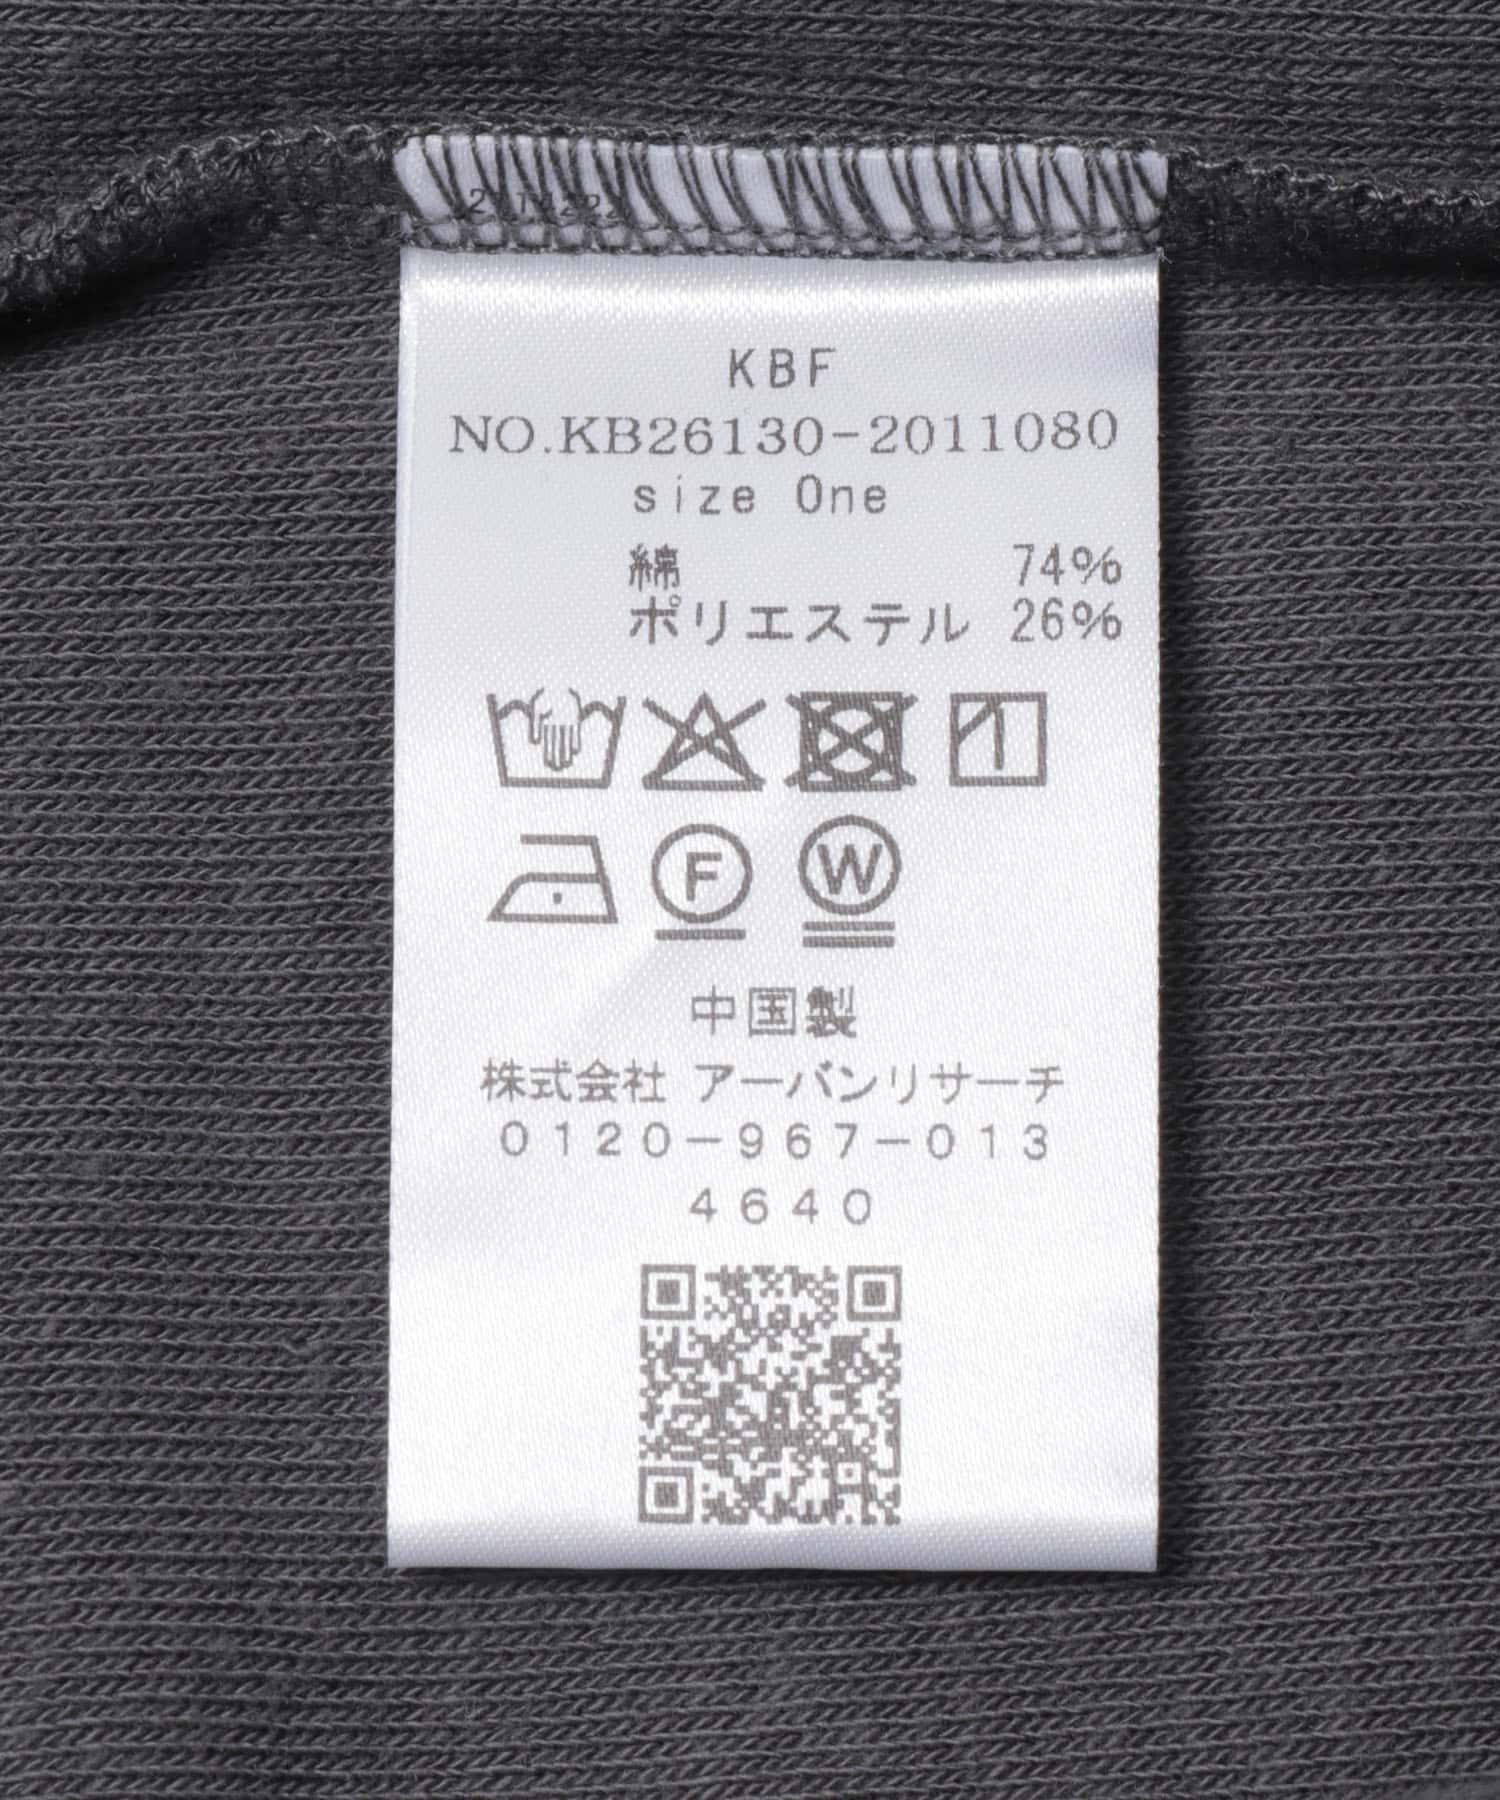 KBF
NO.KB26130-2011080
size One
綿 74%
ポリエステル 26%
F W
中国製
株式会社 アーバンリサーチ
0120-967-013
4640